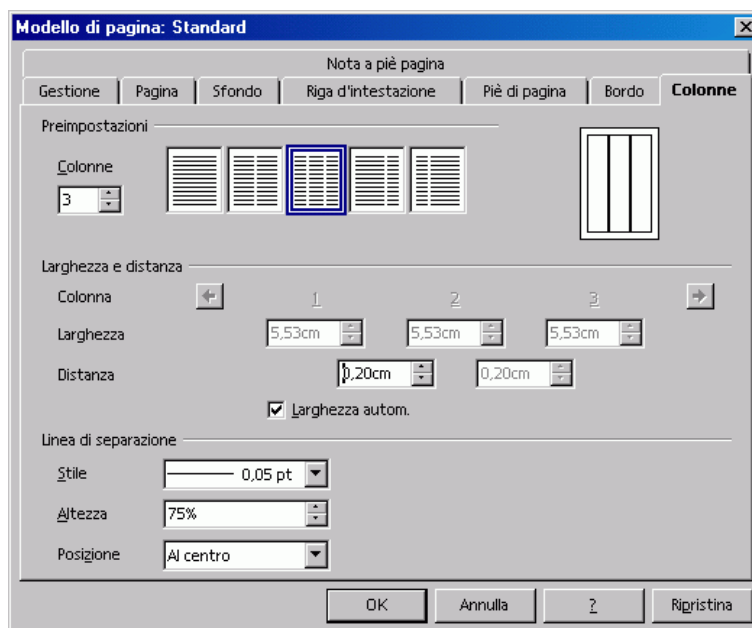 Modello di pagina: Standard
Nota a piè pagina
Gestione Pagina Sfondo Riga d'intestazione Piè di pagina Bordo Colonne
Preimpostazioni
Colonne
3
Larghezza e distanza
Colonna 1 2 3
Larghezza 5,53cm 5,53cm 5,53cm
Distanza 0,20cm 0,20cm
Larghezza autom.
Linea di separazione
Stile 0,05 pt
Altezza 75%
Posizione Al centro
OK Annulla ? Ripristina